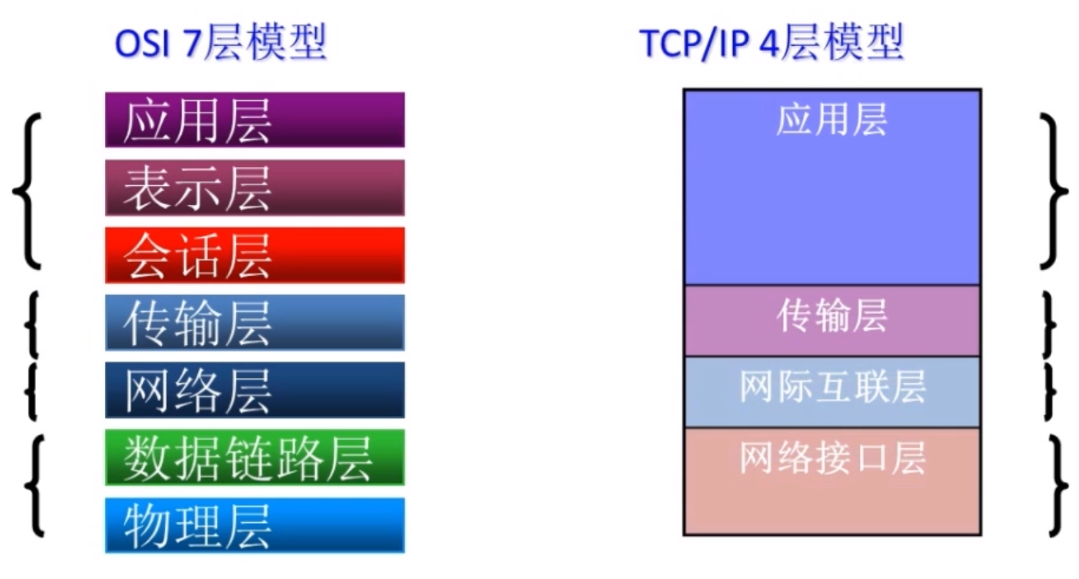 OSI 7层模型
应用层
表示层
会话层
传输层
网络层
数据链路层
物理层
TCP/IP 4层模型
应用层
传输层
网际互联层
网络接口层